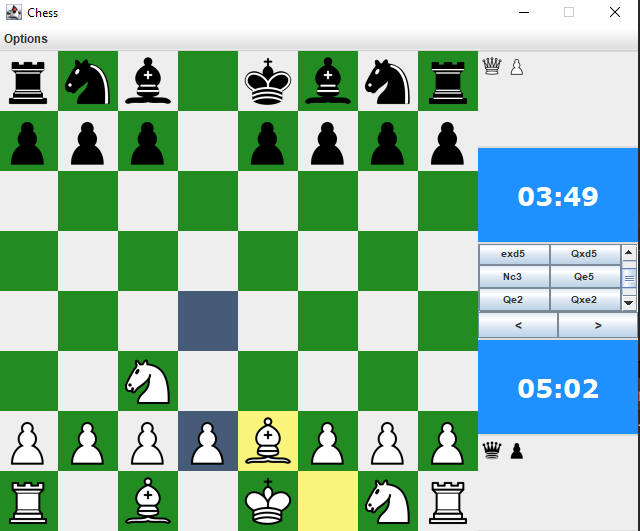 Chess
Options
03:49
exd5 Qxd5
Nc3 Qe5
Qe2 Qxe2
< >
05:02